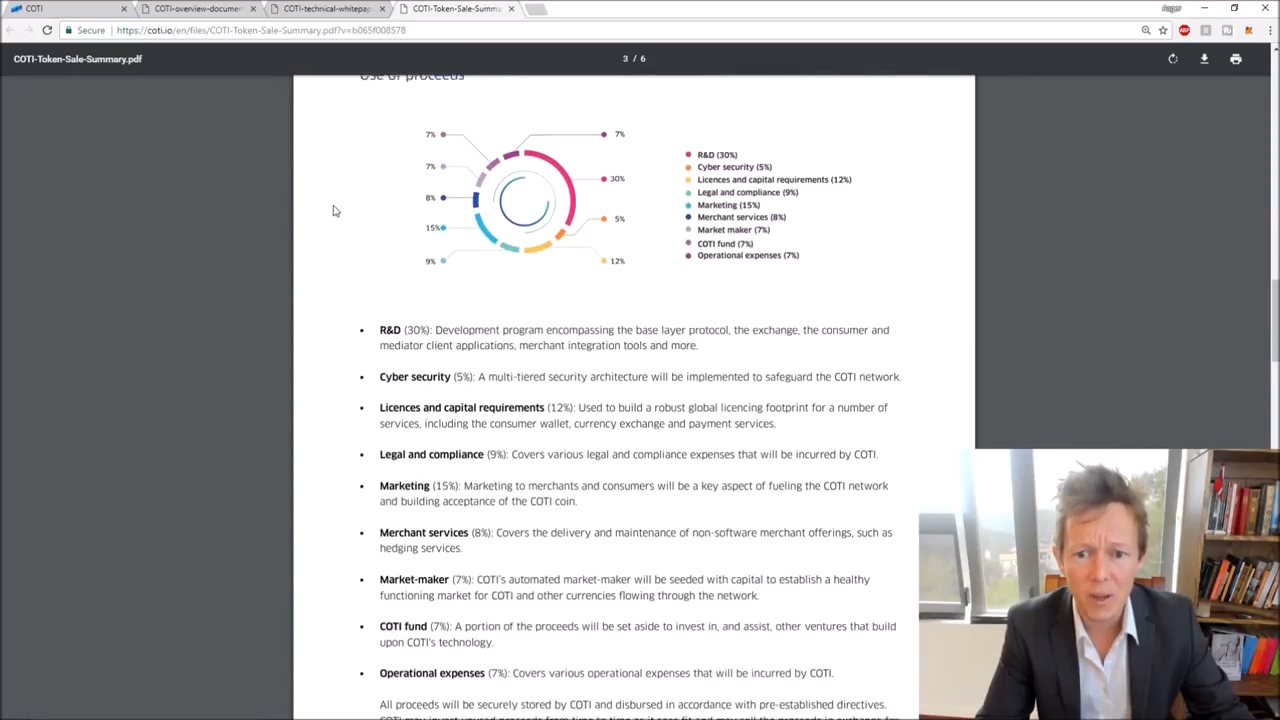 COTI
COTI-overview-documen
COTI-technical-whitepap
COTI-Token-Sale-Summa
Secure
https://coti.io/en/files/COTI-Token-Sale-Summary.pdf?v=b065f008578
ABP
COTI-Token-Sale-Summary.pdf
3 / 6
Use of proceeds
7%
7%
7%
30%
8%
5%
15%
9%
12%
R&D (30%)
Cyber security (5%)
Licences and capital requirements (12%)
Legal and compliance (9%)
Marketing (15%)
Merchant services (8%)
Market maker (7%)
COTI fund (7%)
Operational expenses (7%)
• R&D (30%): Development program encompassing the base layer protocol, the exchange, the consumer and
mediator client applications, merchant integration tools and more.
• Cyber security (5%): A multi-tiered security architecture will be implemented to safeguard the COTI network.
• Licences and capital requirements (12%): Used to build a robust global licencing footprint for a number of
services, including the consumer wallet, currency exchange and payment services.
• Legal and compliance (9%): Covers various legal and compliance expenses that will be incurred by COTI.
• Marketing (15%): Marketing to merchants and consumers will be a key aspect of fueling the COTI network
and building acceptance of the COTI coin.
• Merchant services (8%): Covers the delivery and maintenance of non-software merchant offerings, such as
hedging services.
• Market-maker (7%): COTI's automated market-maker will be seeded with capital to establish a healthy
functioning market for COTI and other currencies flowing through the network.
• COTI fund (7%): A portion of the proceeds will be set aside to invest in, and assist, other ventures that build
upon COTI's technology.
• Operational expenses (7%): Covers various operational expenses that will be incurred by COTI.
All proceeds will be securely stored by COTI and disbursed in accordance with pre-established directives.